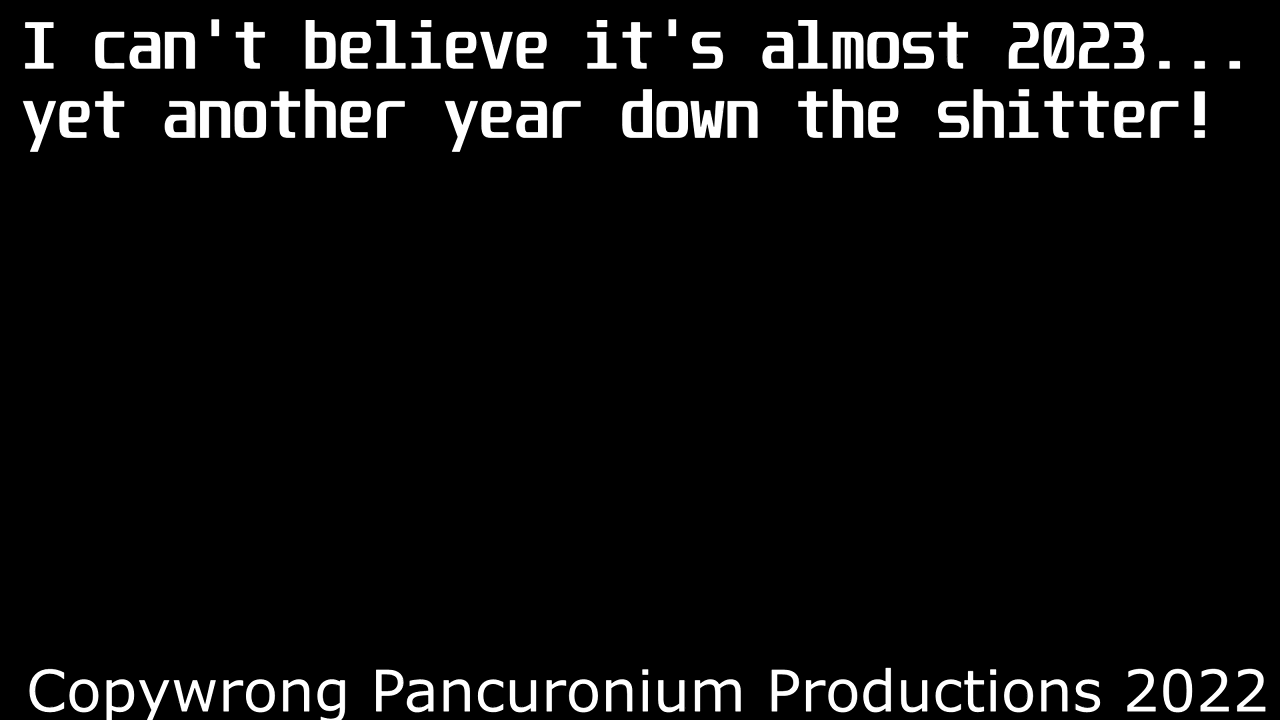 I can't believe it's almost 2023...
yet another year down the shitter!
Copywrong Pancuronium Productions 2022